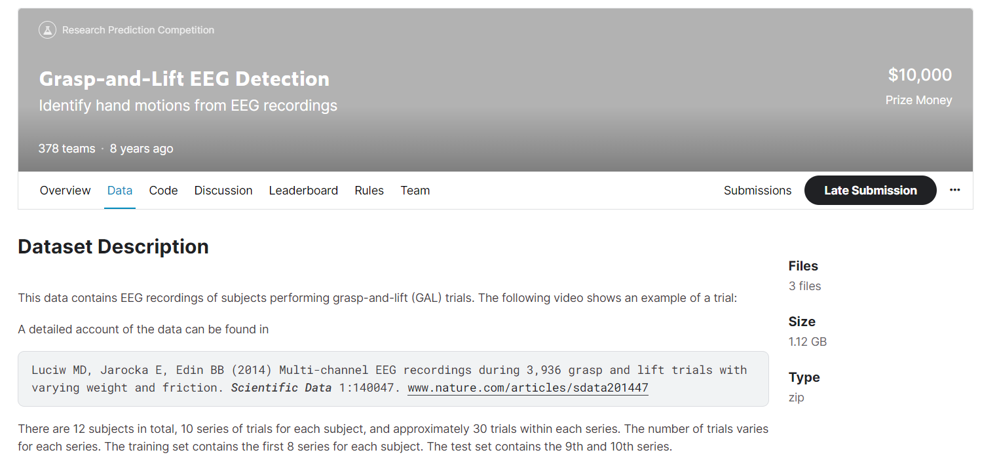 Research Prediction Competition
Grasp-and-Lift EEG Detection
Identify hand motions from EEG recordings
$10,000
Prize Money
378 teams · 8 years ago
Overview Data Code Discussion Leaderboard Rules Team Submissions Late Submission ...
Dataset Description
This data contains EEG recordings of subjects performing grasp-and-lift (GAL) trials. The following video shows an example of a trial:
A detailed account of the data can be found in
Luciw MD, Jarocka E, Edin BB (2014) Multi-channel EEG recordings during 3,936 grasp and lift trials with
varying weight and friction. Scientific Data 1:140047. www.nature.com/articles/sdata201447
There are 12 subjects in total, 10 series of trials for each subject, and approximately 30 trials within each series. The number of trials varies
for each series. The training set contains the first 8 series for each subject. The test set contains the 9th and 10th series.
Files
3 files
Size
1.12 GB
Type
zip